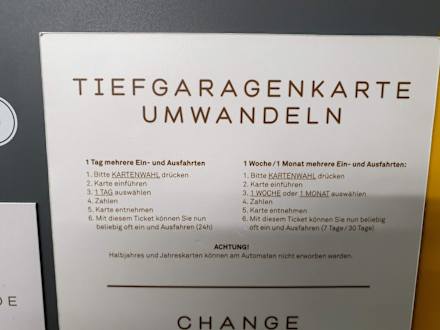 TIEFGARAGENKARTE
UMWANDELN
1 Tag mehrere Ein- und Ausfahrten
1. Bitte KARTENWAHL drücken
2. Karte einführen
3. 1 TAG auswählen
4. Zahlen
5. Karte entnehmen
6. Mit diesem Ticket können Sie nun
beliebig oft ein und Ausfahren (24h)
1 Woche / 1 Monat mehrere Ein- und Ausfahrten:
1. Bitte KARTENWAHL drücken
2. Karte einführen
3. 1 WOCHE oder 1 MONAT auswählen
4. Zahlen
5. Karte entnehmen
6. Mit diesem Ticket können Sie nun beliebig
oft ein und Ausfahren (7 Tage / 30 Tage)
ACHTUNG!
Halbjahres und Jahreskarten können am Automaten nicht erworben werden.
CHANGE
DE